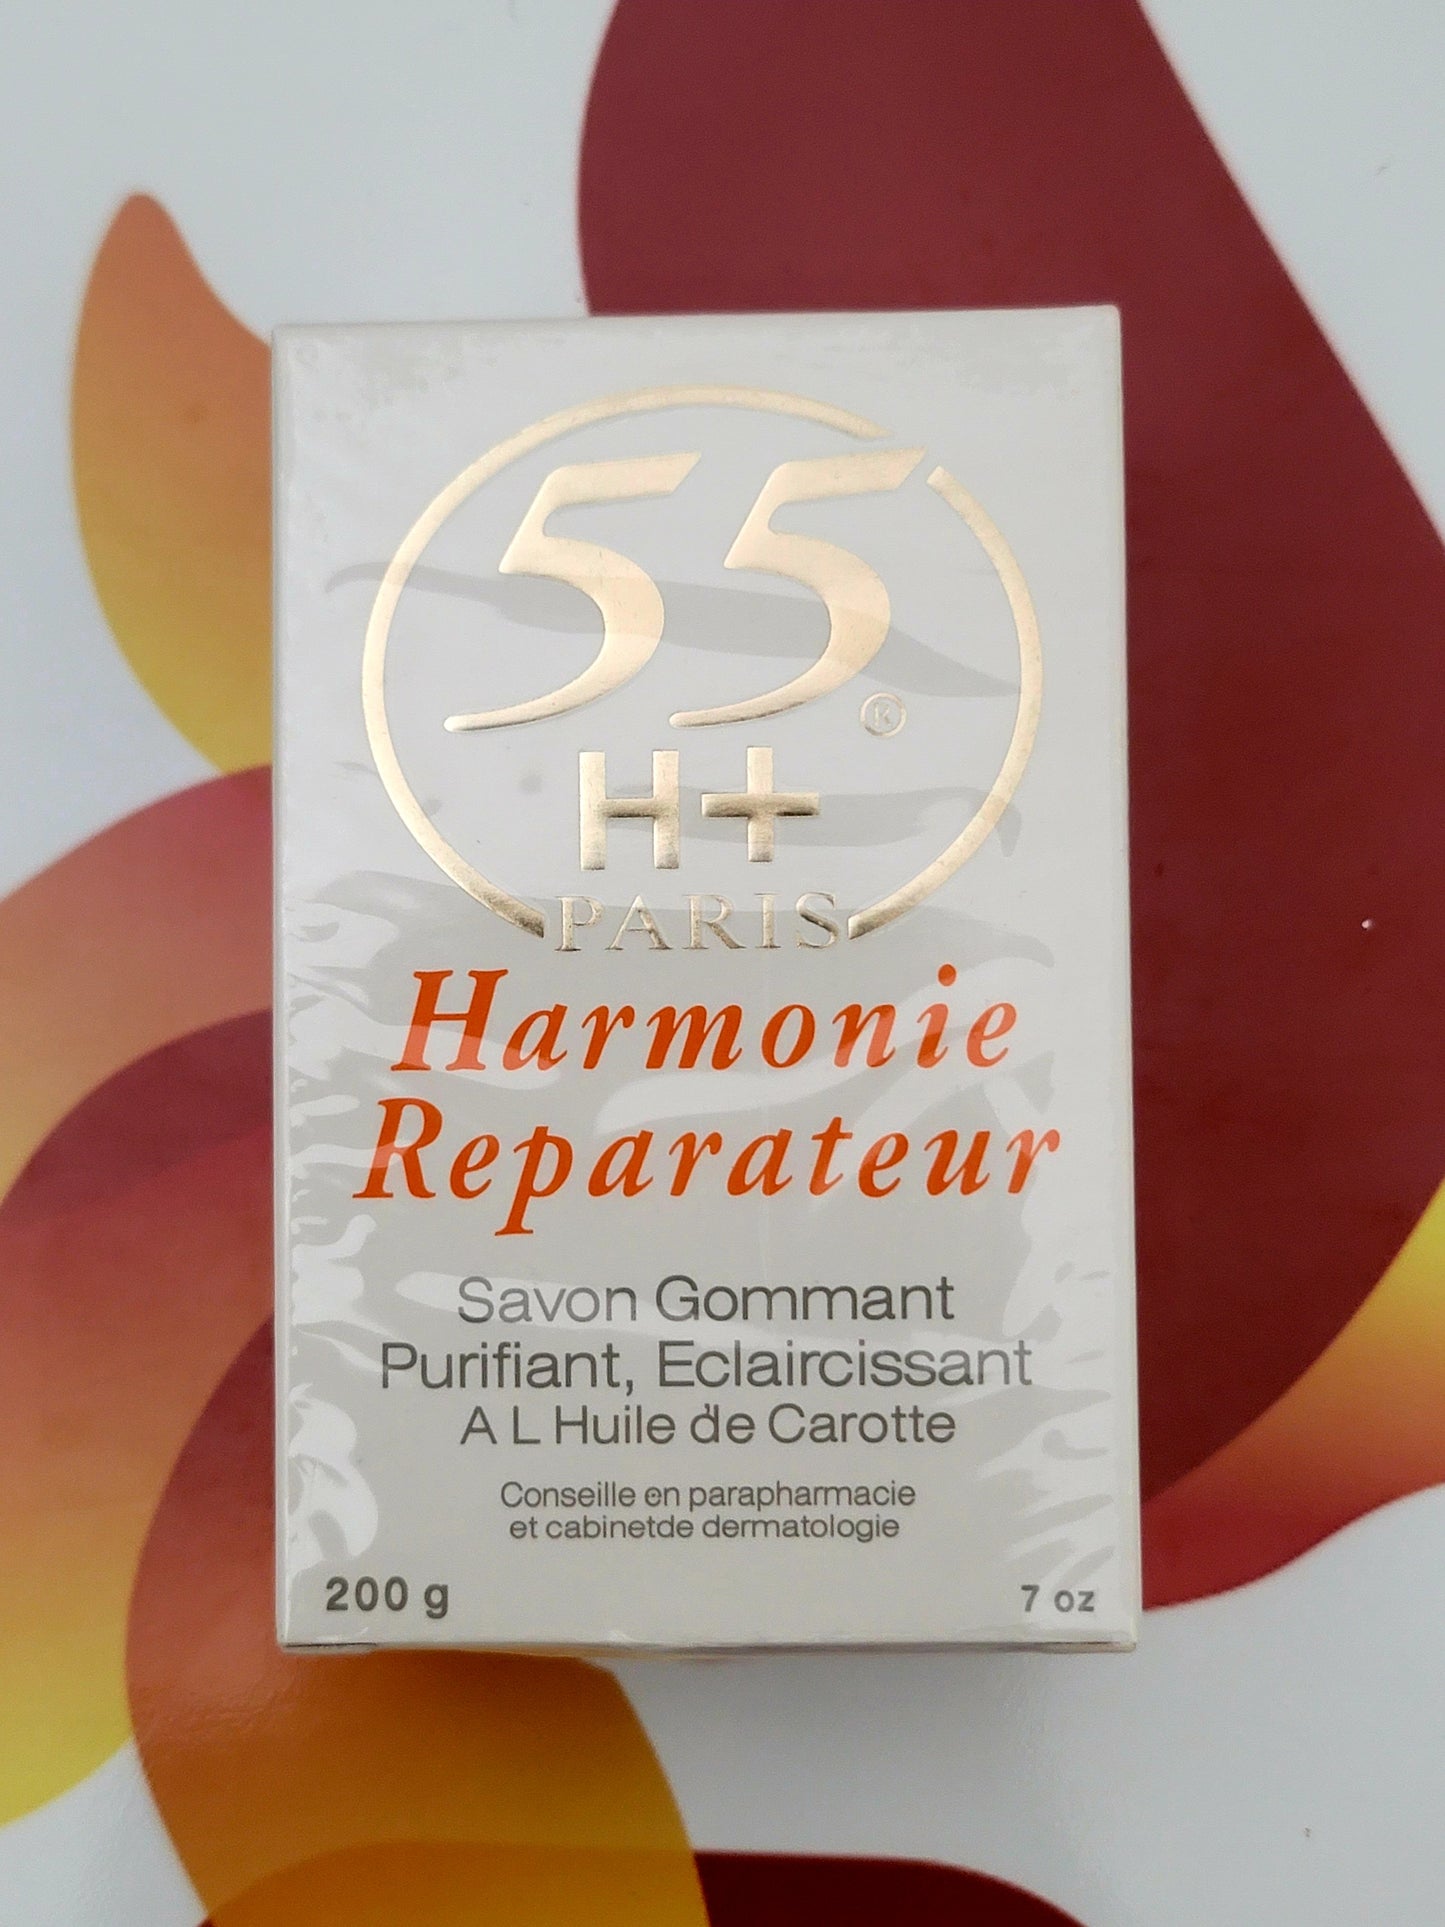 55
H+
PARIS
Harmonie
Reparateur
Savon Gommant
Purifiant, Eclaircissant
A L Huile de Carotte
Conseille en parapharmacie
et cabinetde dermatologie
200 g
7 oz